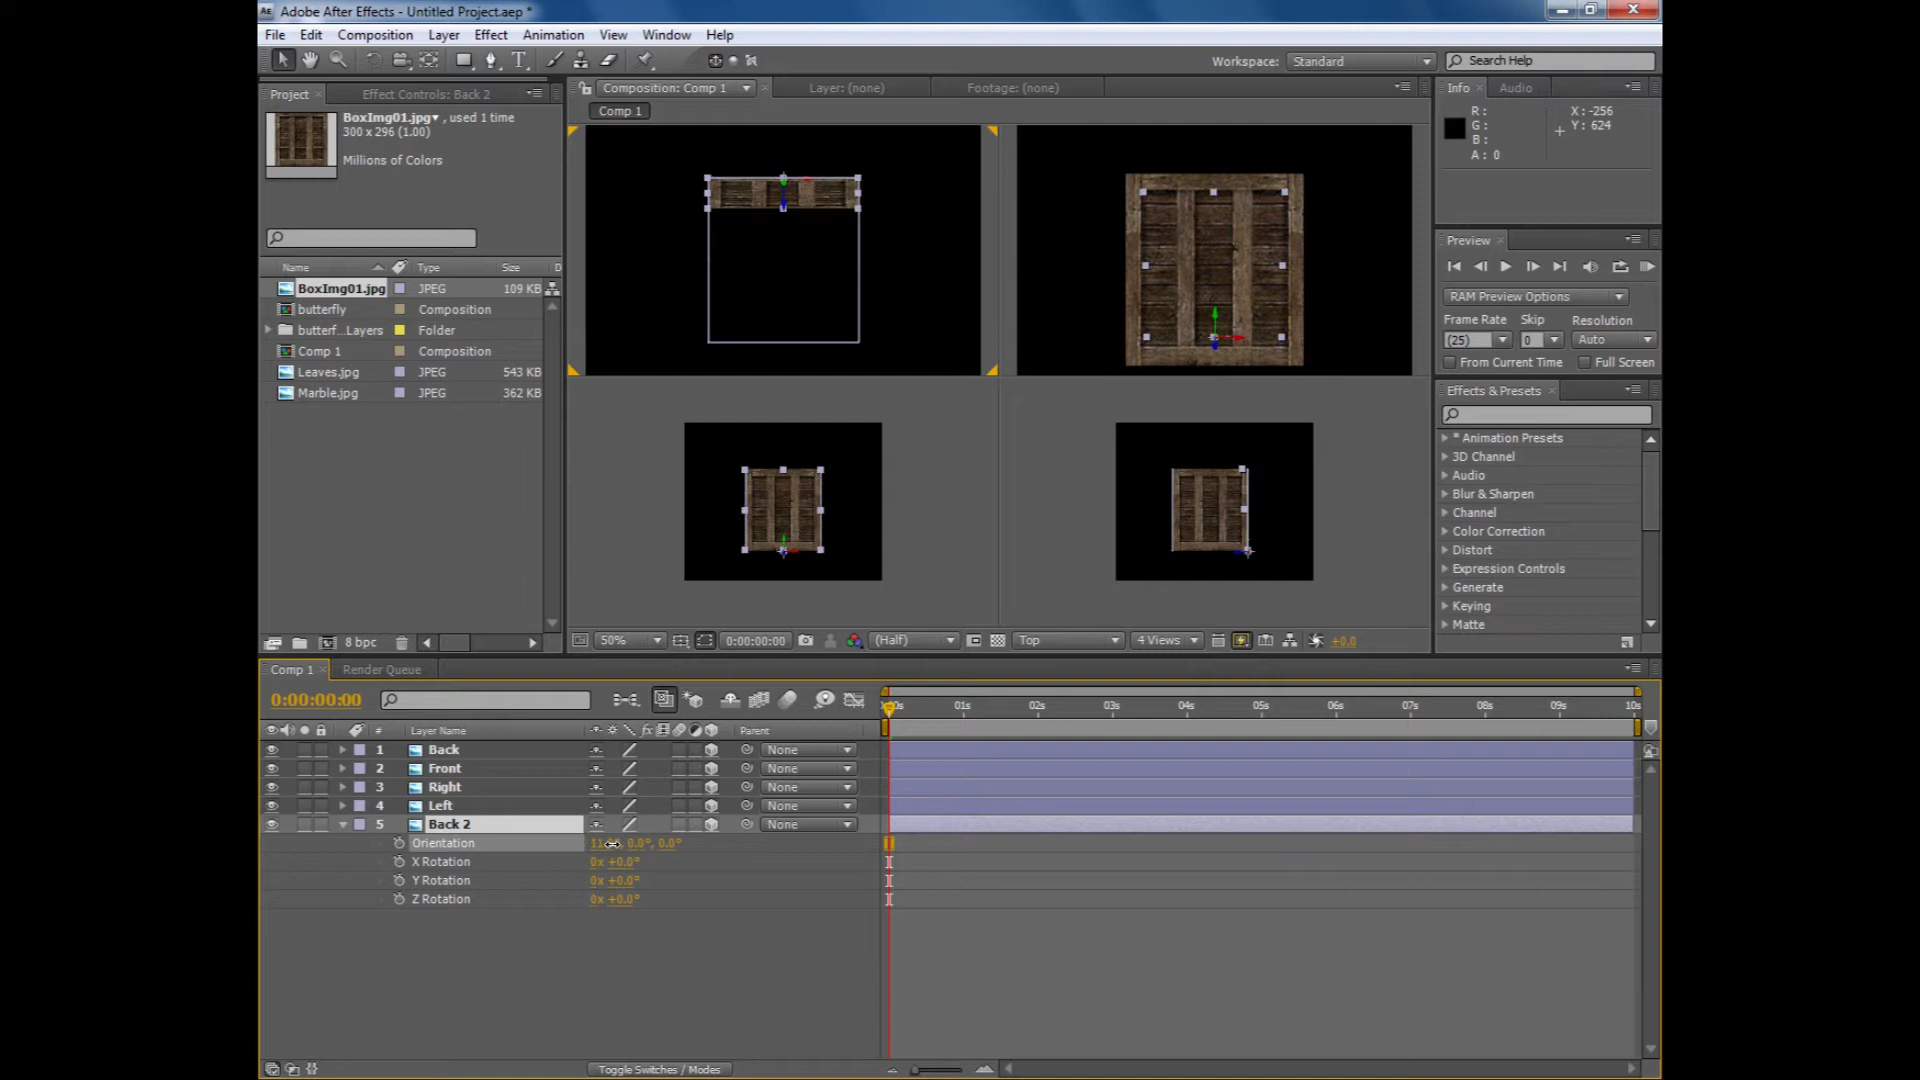 Adobe After Effects - Untitled Project.aep *
File Edit Composition Layer Effect Animation View Window Help
Workspace: Standard Search Help
Project Effect Controls: Back 2
Composition: Comp 1 Layer: (none) Footage: (none)
Info Audio
Comp 1
BoxImg01.jpg , used 1 time
300 x 296 (1.00)
Millions of Colors
R: X: -256
G: Y: 624
B:
A: 0
Preview
RAM Preview Options
Frame Rate Skip Resolution
(25) 0 Auto
From Current Time Full Screen
Effects & Presets
* Animation Presets
3D Channel
Audio
Blur & Sharpen
Channel
Color Correction
Distort
Expression Controls
Generate
Keying
Matte
Name Type Size D
BoxImg01.jpg JPEG 109 KB
butterfly Composition
butterf...Layers Folder
Comp 1 Composition
Leaves.jpg JPEG 543 KB
Marble.jpg JPEG 362 KB
8 bpc
50% 0:00:00:00 (Half) Top 4 Views +0.0
Comp 1 Render Queue
0:00:00:00
01s 02s 03s 04s 05s 06s 07s 08s 09s 10s
# Layer Name fx Parent
1 Back None
2 Front None
3 Right None
4 Left None
5 Back 2 None
Orientation 0.0°, 0.0°
X Rotation 0x +0.0°
Y Rotation 0x +0.0°
Z Rotation 0x +0.0°
Toggle Switches / Modes